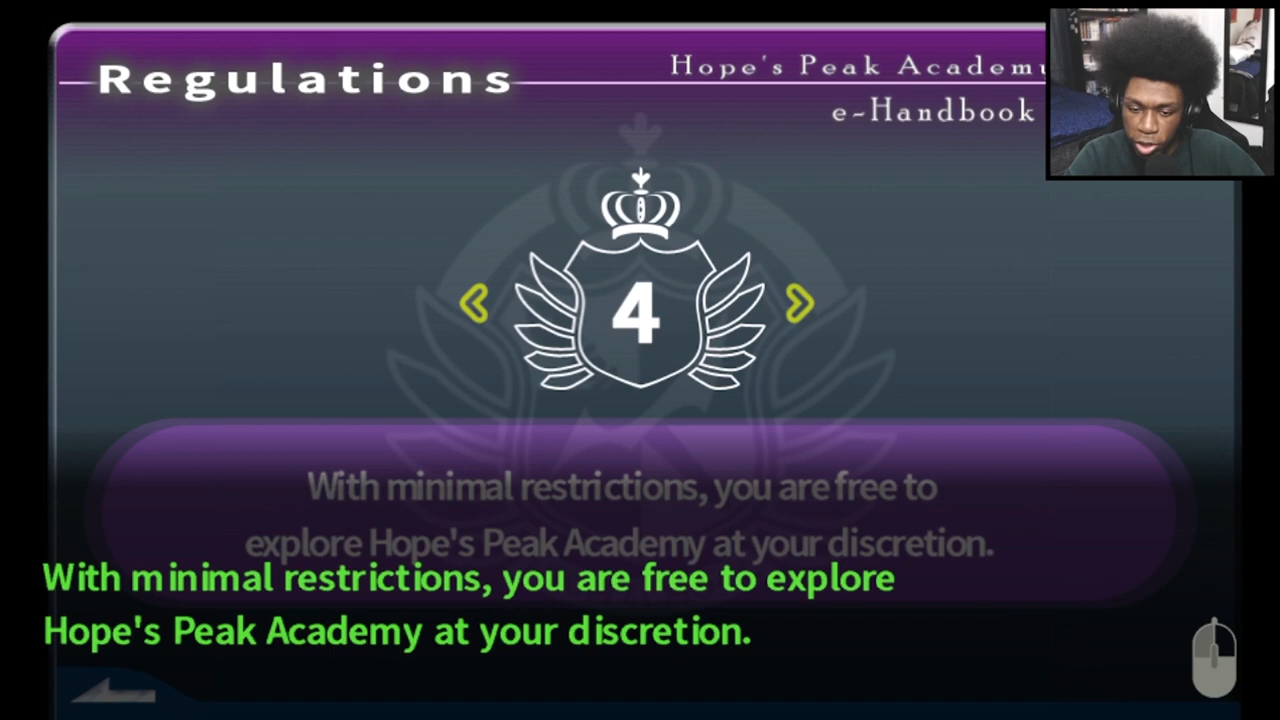 Regulations
Hope's Peak Academy
e-Handbook
4
With minimal restrictions, you are free to
explore Hope's Peak Academy at your discretion.
With minimal restrictions, you are free to explore
Hope's Peak Academy at your discretion.